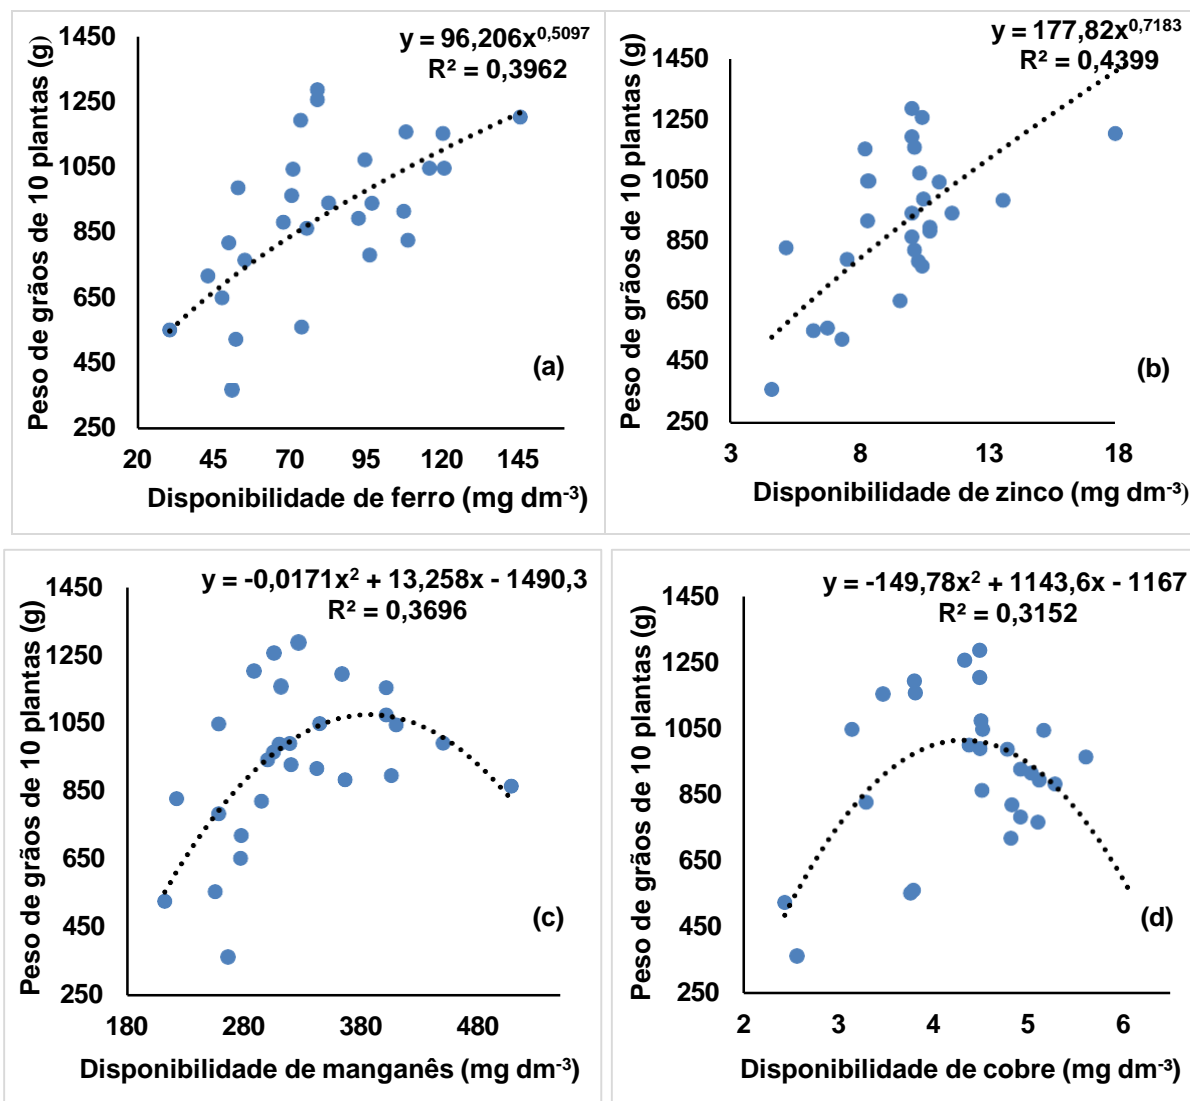 y = 96,206x^0,5097
R² = 0,3962
Peso de grãos de 10 plantas (g)
1450
1250
1050
850
650
450
250
(a)
20 45 70 95 120 145
Disponibilidade de ferro (mg dm⁻³)
y = 177,82x^0,7183
R² = 0,4399
Peso de grãos de 10 plantas (g)
1450
1250
1050
850
650
450
250
(b)
3 8 13 18
Disponibilidade de zinco (mg dm⁻³)
y = -0,0171x² + 13,258x - 1490,3
R² = 0,3696
Peso de grãos de 10 plantas (g)
1450
1250
1050
850
650
450
250
(c)
180 280 380 480
Disponibilidade de manganês (mg dm⁻³)
y = -149,78x² + 1143,6x - 1167
R² = 0,3152
Peso de grãos de 10 plantas (g)
1450
1250
1050
850
650
450
250
(d)
2 3 4 5 6
Disponibilidade de cobre (mg dm⁻³)